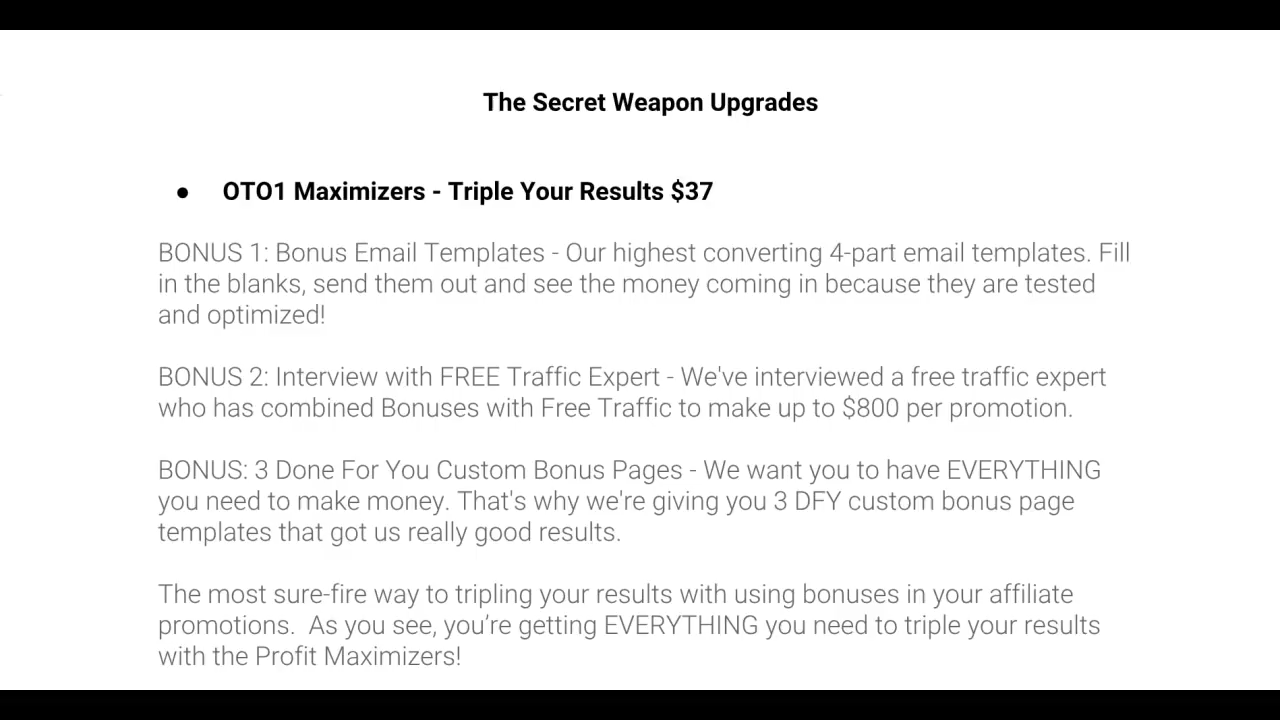 The Secret Weapon Upgrades
● OTO1 Maximizers - Triple Your Results $37
BONUS 1: Bonus Email Templates - Our highest converting 4-part email templates. Fill
in the blanks, send them out and see the money coming in because they are tested
and optimized!
BONUS 2: Interview with FREE Traffic Expert - We've interviewed a free traffic expert
who has combined Bonuses with Free Traffic to make up to $800 per promotion.
BONUS: 3 Done For You Custom Bonus Pages - We want you to have EVERYTHING
you need to make money. That's why we're giving you 3 DFY custom bonus page
templates that got us really good results.
The most sure-fire way to tripling your results with using bonuses in your affiliate
promotions.  As you see, you’re getting EVERYTHING you need to triple your results
with the Profit Maximizers!